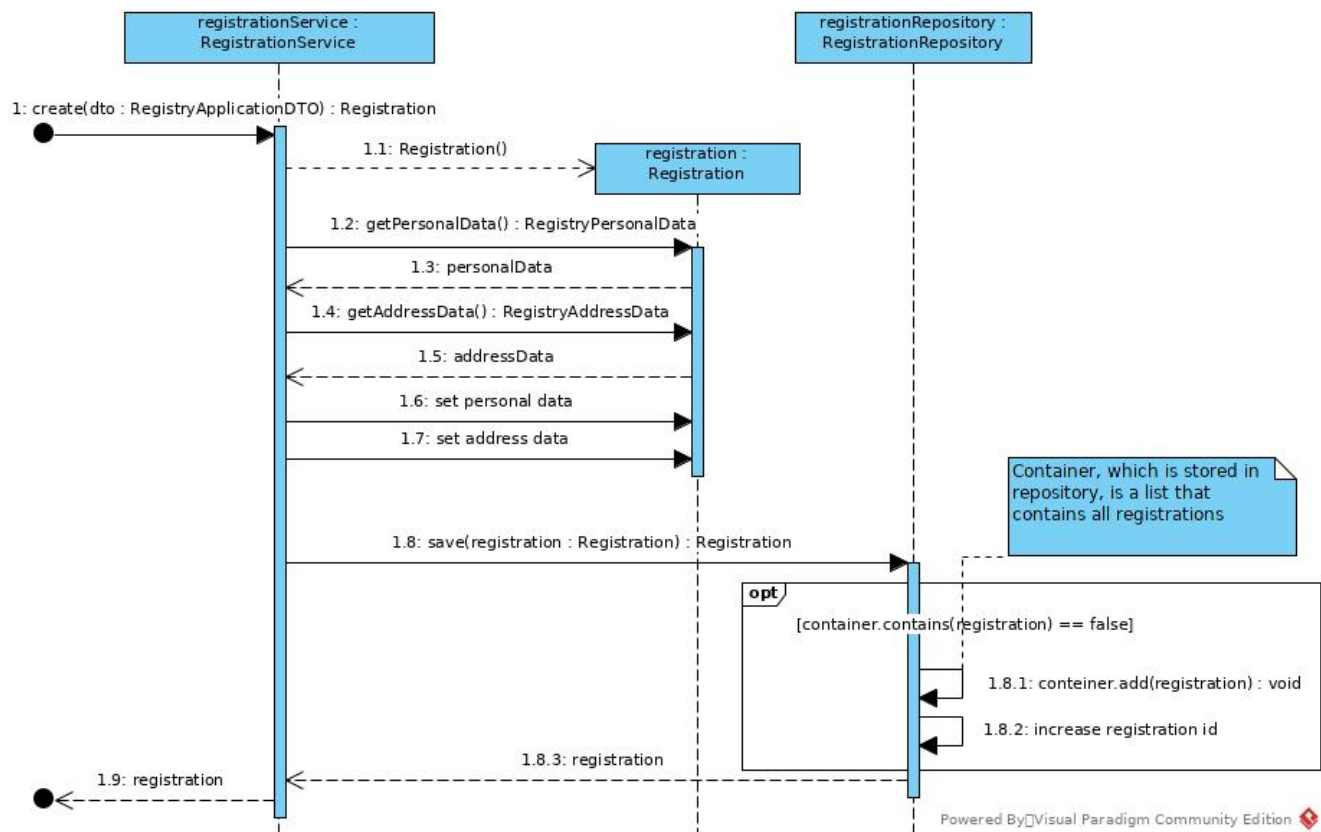 registrationService :
RegistrationService
registrationRepository :
RegistrationRepository
1: create(dto : RegistryApplicationDTO) : Registration
1.1: Registration()
registration :
Registration
1.2: getPersonalData() : RegistryPersonalData
1.3: personalData
1.4: getAddressData() : RegistryAddressData
1.5: addressData
1.6: set personal data
1.7: set address data
Container, which is stored in
repository, is a list that
contains all registrations
1.8: save(registration : Registration) : Registration
opt
[container.contains(registration) == false]
1.8.1: conteiner.add(registration) : void
1.8.2: increase registration id
1.8.3: registration
1.9: registration
Powered By Visual Paradigm Community Edition